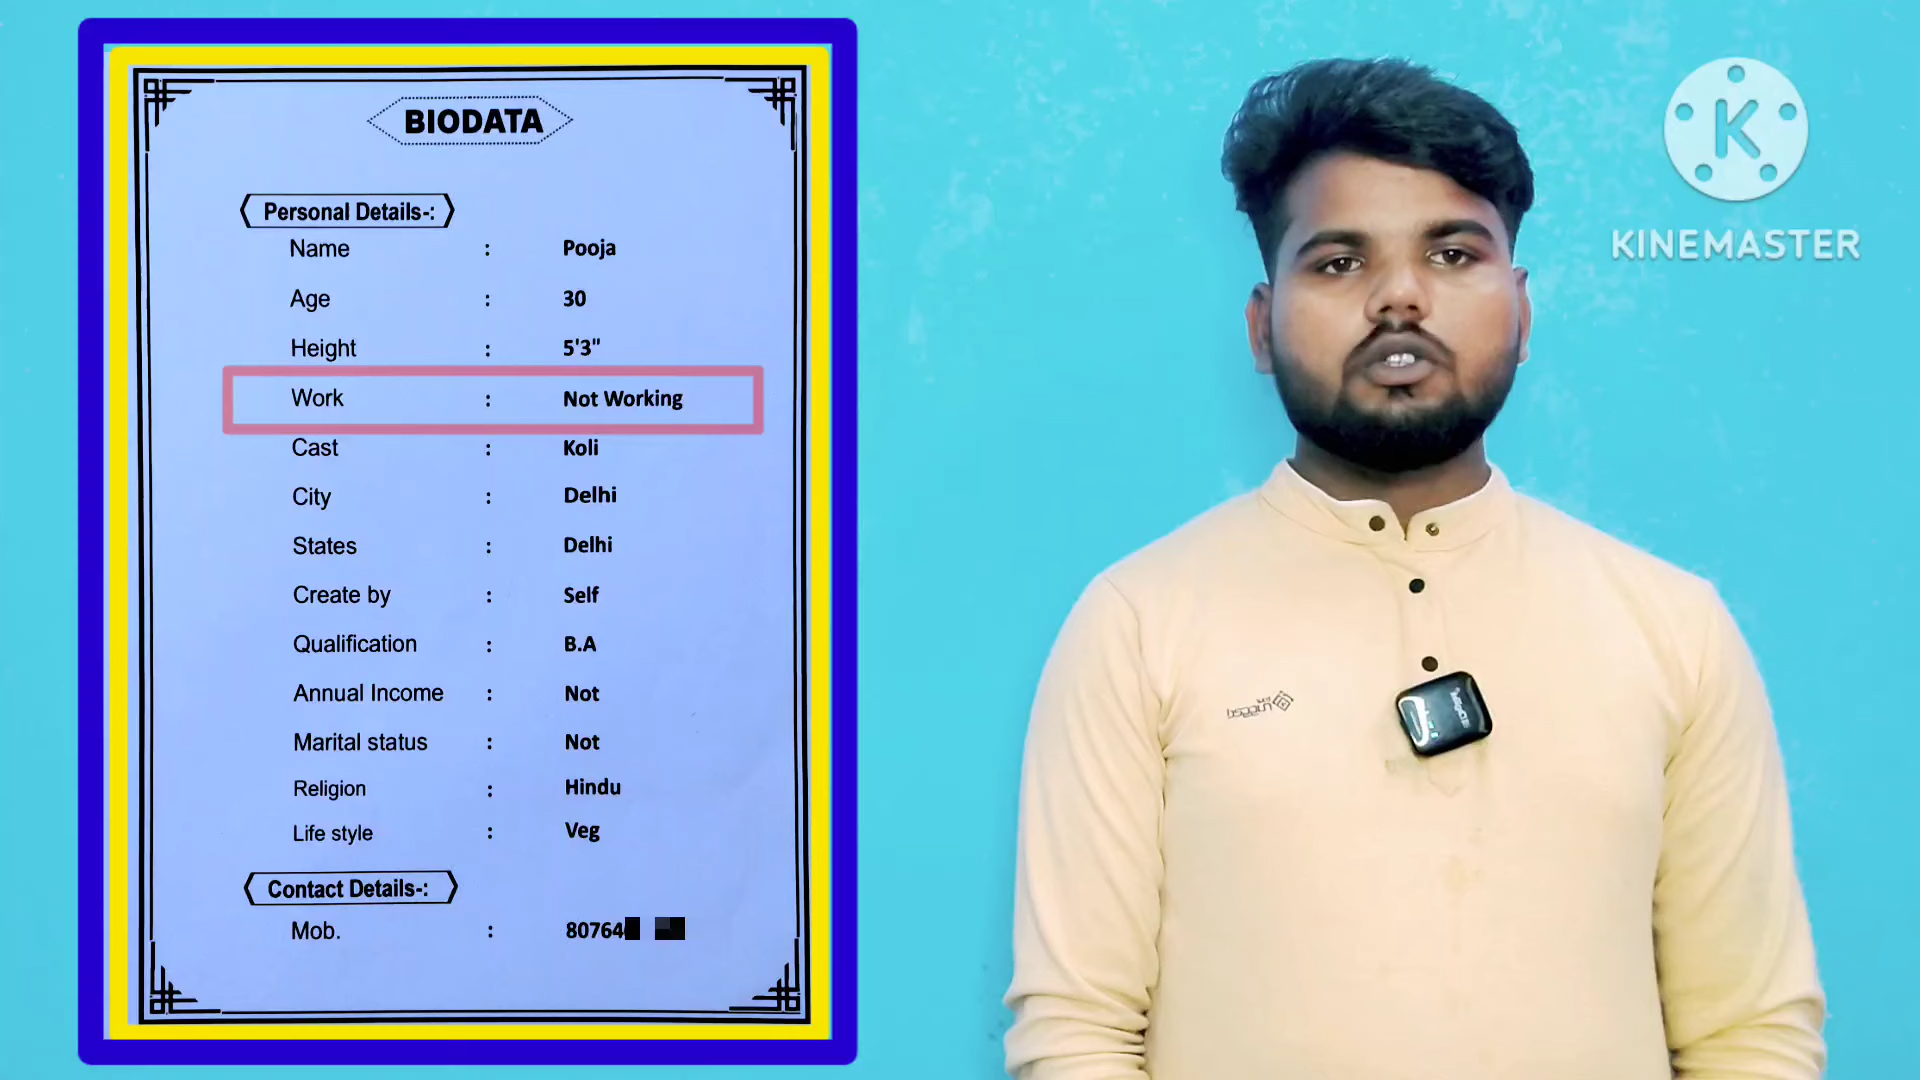 BIODATA
Personal Details-:
Name : Pooja
Age : 30
Height : 5'3"
Work : Not Working
Cast : Koli
City : Delhi
States : Delhi
Create by : Self
Qualification : B.A
Annual Income : Not
Marital status : Not
Religion : Hindu
Life style : Veg
Contact Details-:
Mob. : 80764
K
KINEMASTER